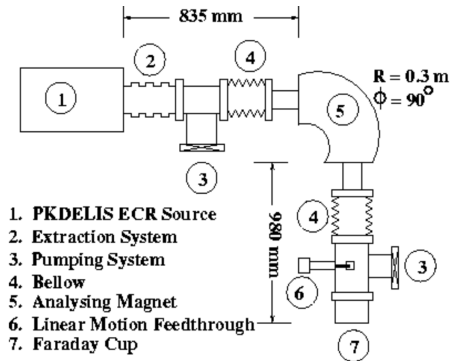 835 mm
2
4
1
3
5
R = 0.3 m
Φ = 90°
980 mm
4
3
6
7
1. PKDELIS ECR Source
2. Extraction System
3. Pumping System
4. Bellow
5. Analysing Magnet
6. Linear Motion Feedthrough
7. Faraday Cup